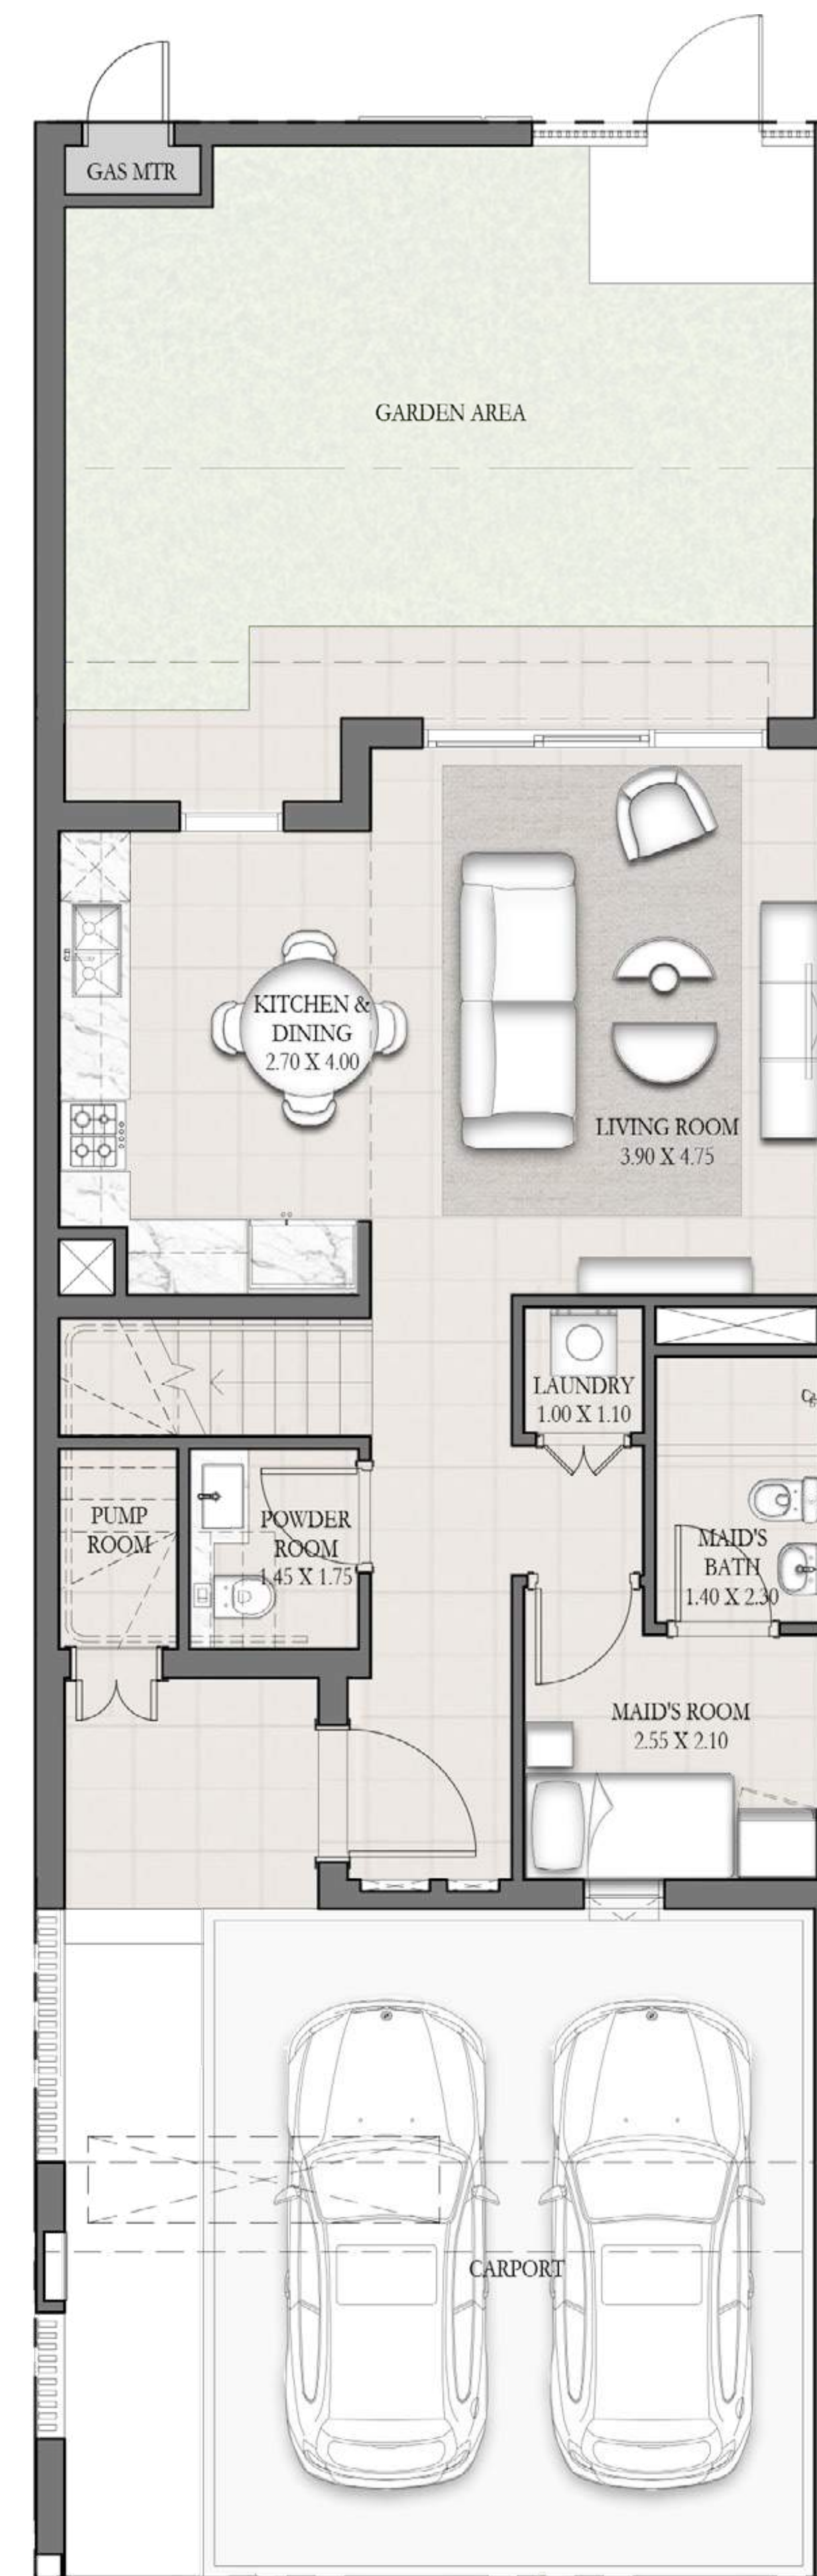 GAS MTR
GARDEN AREA
KITCHEN &
DINING
2.70 X 4.00
LIVING ROOM
3.90 X 4.75
LAUNDRY
1.00 X 1.10
PUMP
ROOM
POWDER
ROOM
1.45 X 1.75
MAID'S
BATH
1.40 X 2.30
MAID'S ROOM
2.55 X 2.10
CARPORT